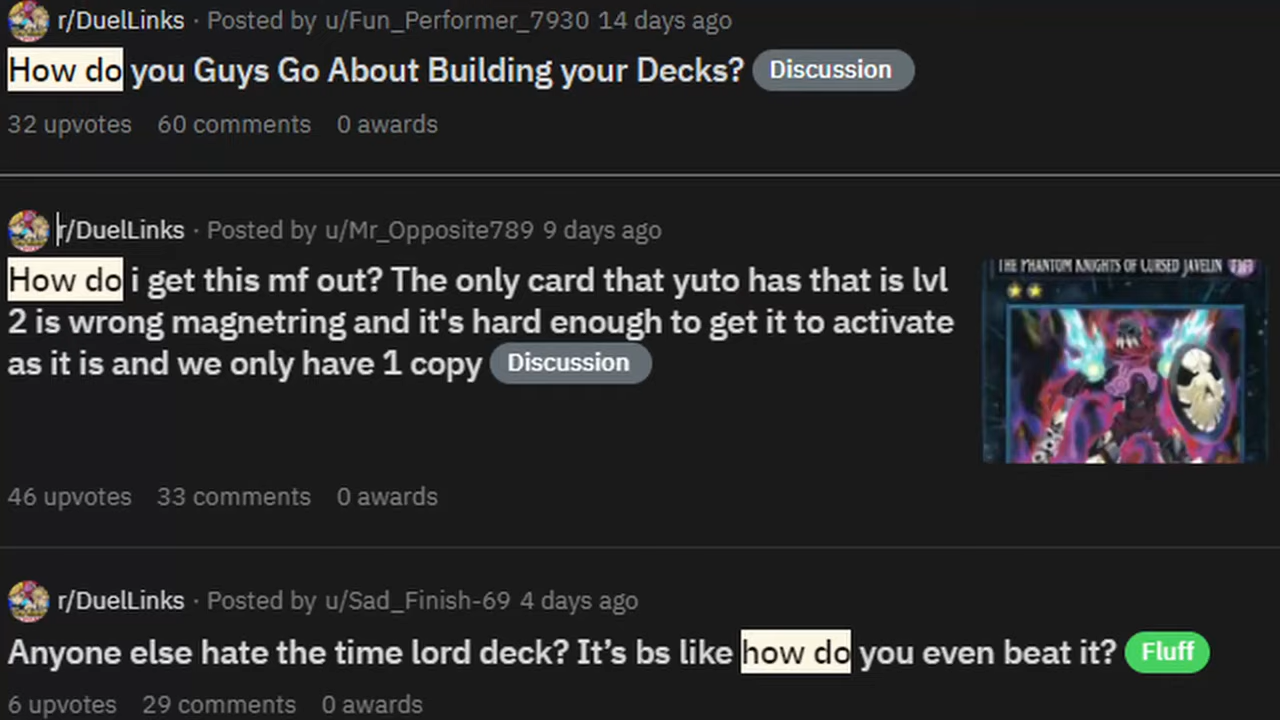 r/DuelLinks · Posted by u/Fun_Performer_7930 14 days ago
How do you Guys Go About Building your Decks? Discussion
32 upvotes 60 comments 0 awards
r/DuelLinks · Posted by u/Mr_Opposite789 9 days ago
How do i get this mf out? The only card that yuto has that is lvl
2 is wrong magnetring and it's hard enough to get it to activate
as it is and we only have 1 copy Discussion
THE PHANTOM KNIGHTS OF CURSED JAVELIN
46 upvotes 33 comments 0 awards
r/DuelLinks · Posted by u/Sad_Finish-69 4 days ago
Anyone else hate the time lord deck? It’s bs like how do you even beat it? Fluff
6 upvotes 29 comments 0 awards